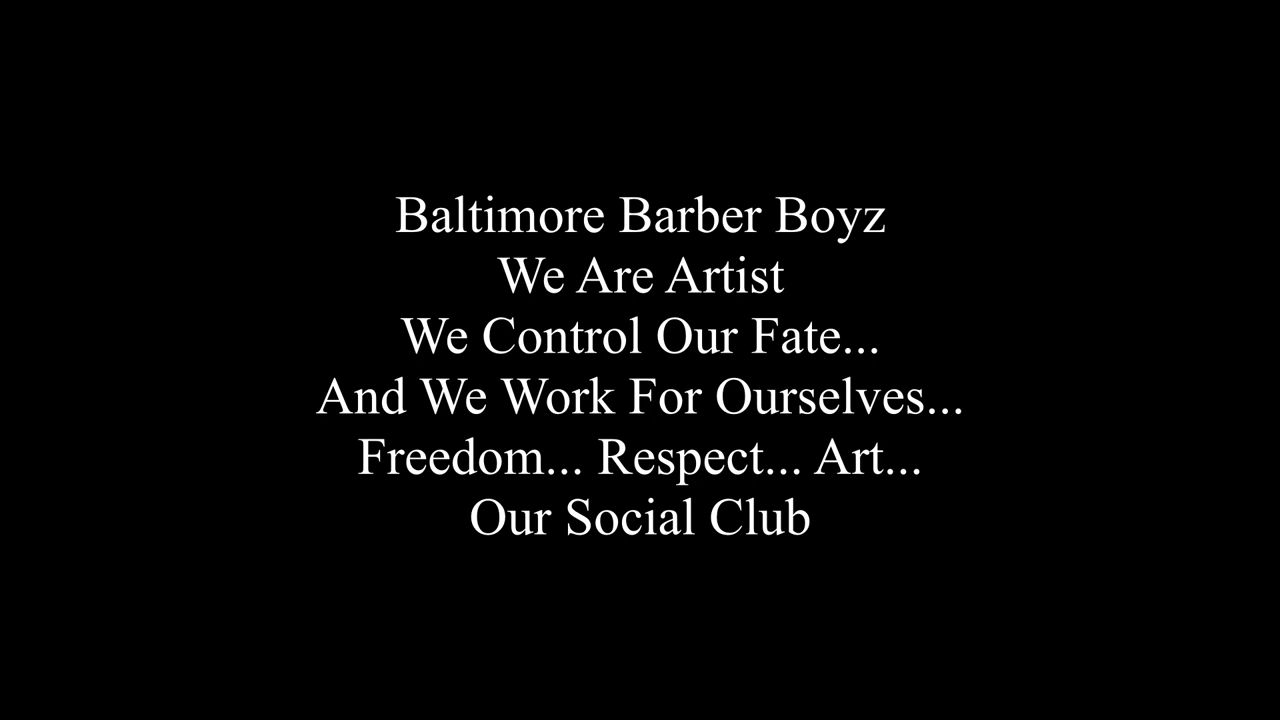 Baltimore Barber Boyz
We Are Artist
We Control Our Fate...
And We Work For Ourselves...
Freedom... Respect... Art...
Our Social Club